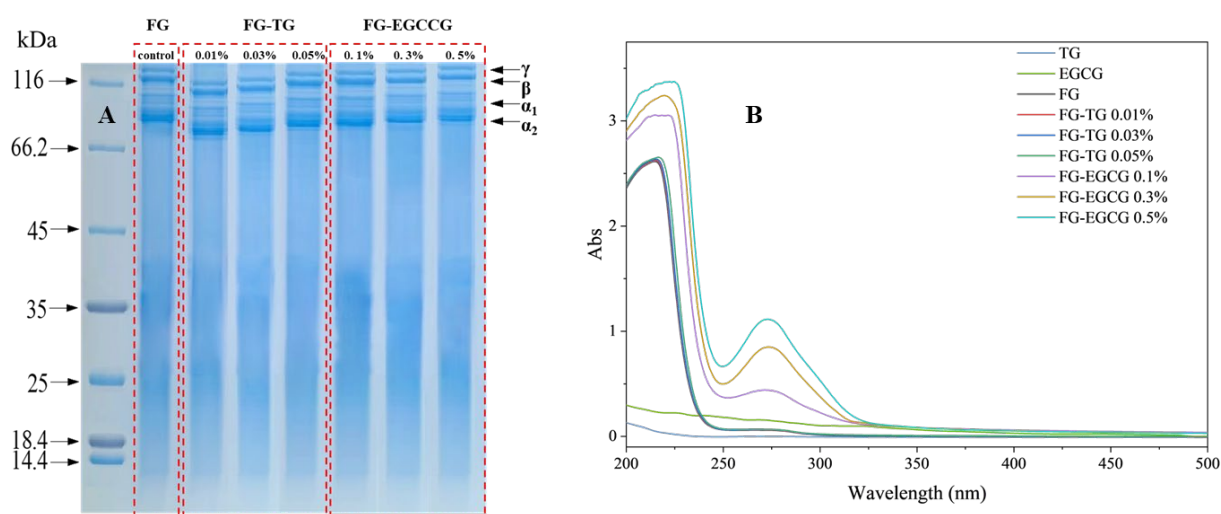 FG FG-TG FG-EGCCG
kDa
control 0.01% 0.03% 0.05% 0.1% 0.3% 0.5%
γ
116
β
A
α1
α2
66.2
45
35
25
18.4
14.4
B
TG
EGCG
FG
FG-TG 0.01%
FG-TG 0.03%
FG-TG 0.05%
FG-EGCG 0.1%
FG-EGCG 0.3%
FG-EGCG 0.5%
3
2
1
0
Abs
200 250 300 350 400 450 500
Wavelength (nm)